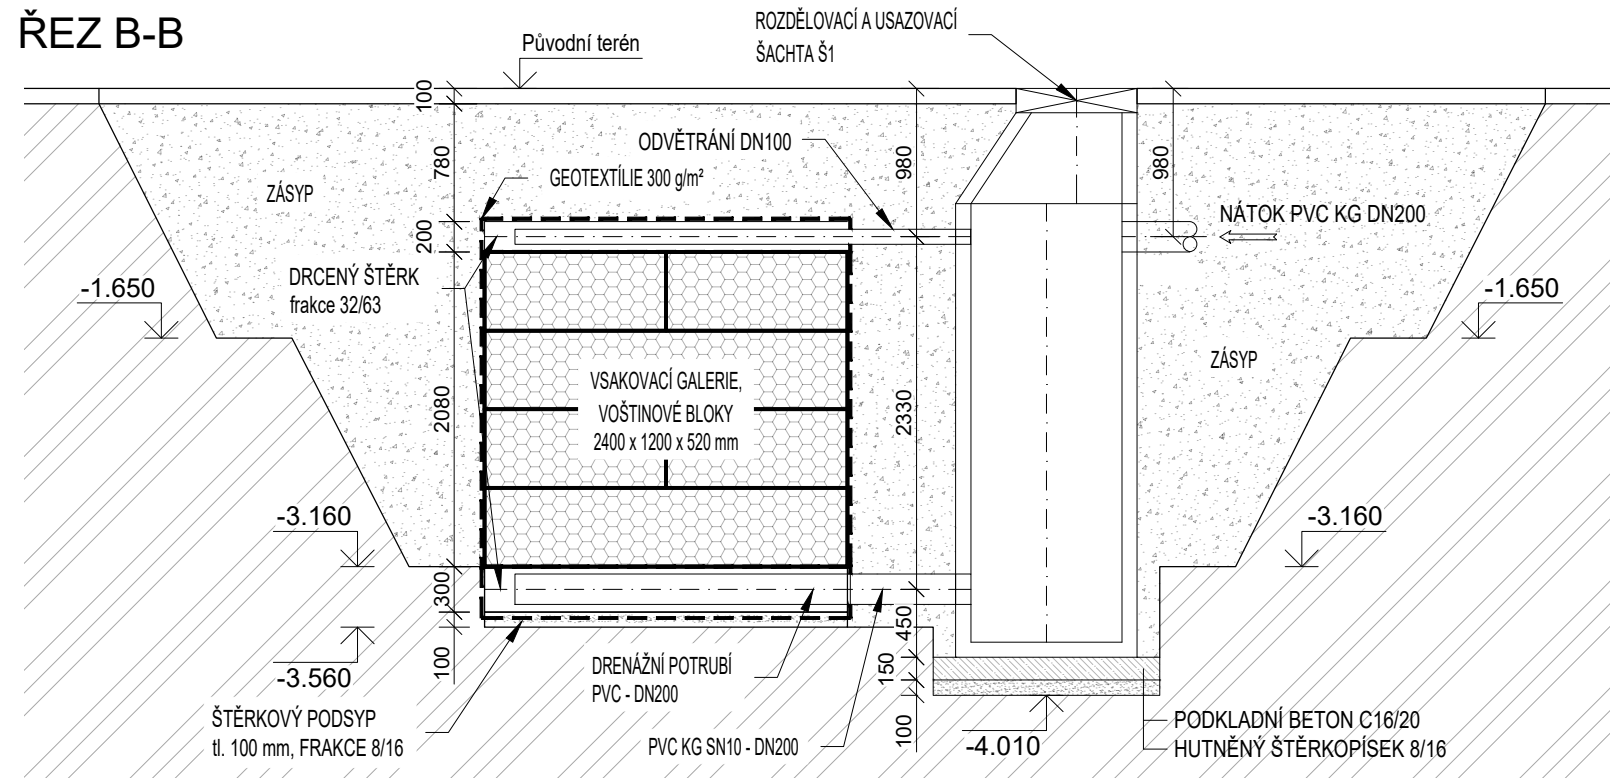 ŘEZ B-B
Původní terén
ROZDĚLOVACÍ A USAZOVACÍ
ŠACHTA Š1
100
780
200
2080
300
100
ZÁSYP
ODVĚTRÁNÍ DN100
GEOTEXTÍLIE 300 g/m²
980
2330
450
150
100
980
NÁTOK PVC KG DN200
DRCENÝ ŠTĚRK
frakce 32/63
-1.650
-1.650
ZÁSYP
VSAKOVACÍ GALERIE,
VOŠTINOVÉ BLOKY
2400 x 1200 x 520 mm
-3.160
-3.160
-3.560
DRENÁŽNÍ POTRUBÍ
PVC - DN200
ŠTĚRKOVÝ PODSYP
tl. 100 mm, FRAKCE 8/16
PVC KG SN10 - DN200
-4.010
PODKLADNÍ BETON C16/20
HUTNĚNÝ ŠTĚRKOPÍSEK 8/16